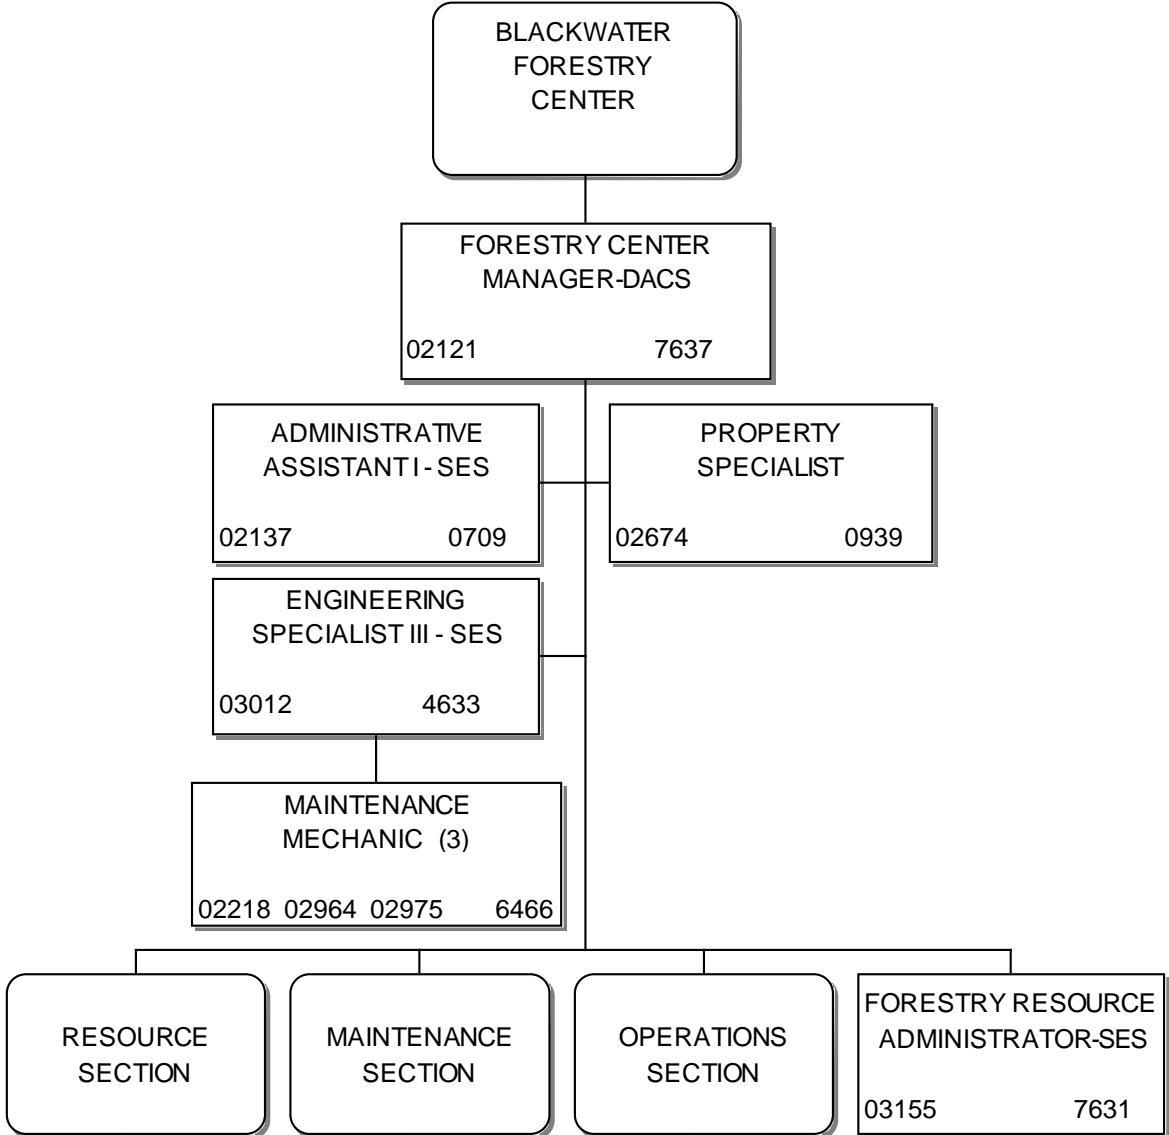 BLACKWATER
FORESTRY
CENTER
FORESTRY CENTER
MANAGER-DACS
02121 7637
ADMINISTRATIVE
ASSISTANT I - SES
02137 0709
PROPERTY
SPECIALIST
02674 0939
ENGINEERING
SPECIALIST III - SES
03012 4633
MAINTENANCE
MECHANIC (3)
02218 02964 02975 6466
RESOURCE
SECTION
MAINTENANCE
SECTION
OPERATIONS
SECTION
FORESTRY RESOURCE
ADMINISTRATOR-SES
03155 7631